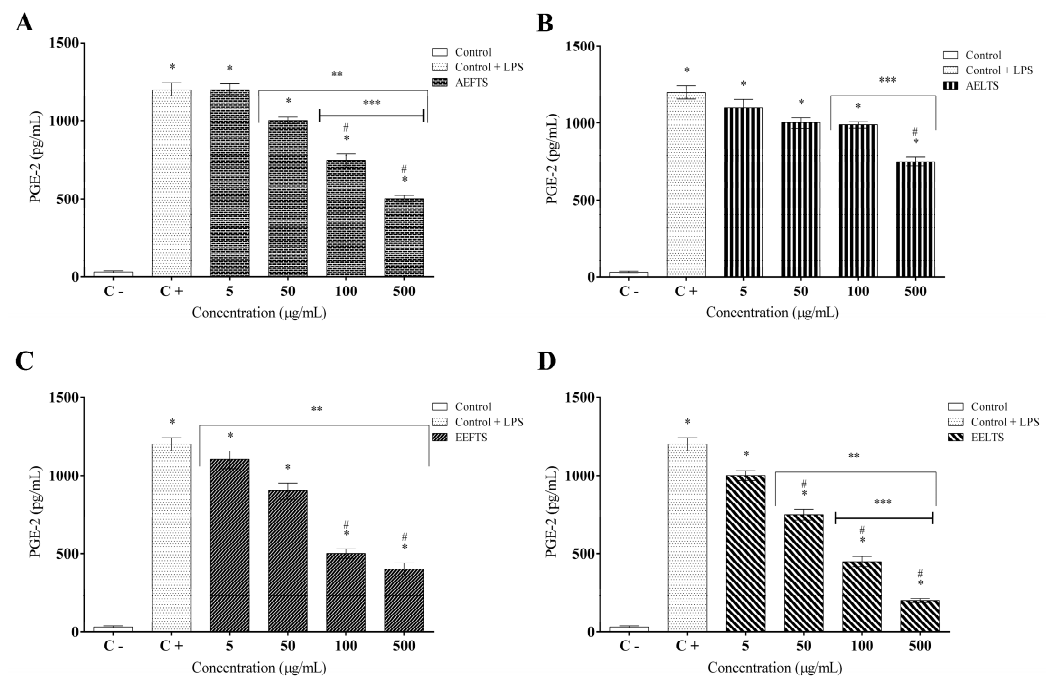 A
1500
1000
500
0
PGE-2 (pg/mL)
Control
Control + LPS
AEFTS
*
*
**
*
***
#
*
#
*
C -
C +
5
50
100
500
Concentration (μg/mL)
B
1500
1000
500
0
PGE-2 (pg/mL)
Control
Control + LPS
AELTS
*
*
*
***
*
#
*
C -
C +
5
50
100
500
Concentration (μg/mL)
C
1500
1000
500
0
PGE-2 (pg/mL)
Control
Control + LPS
EEFTS
*
**
*
*
#
*
#
*
C -
C +
5
50
100
500
Concentration (μg/mL)
D
1500
1000
500
0
PGE-2 (pg/mL)
Control
Control + LPS
EELTS
*
*
**
#
*
***
#
*
#
*
C -
C +
5
50
100
500
Concentration (μg/mL)